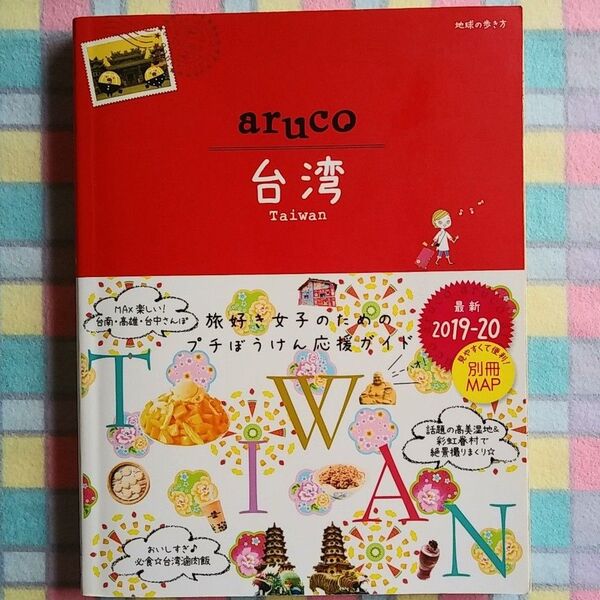 地球の歩き方
aruco
台湾
Taiwan
MAX楽しい!
台南・高雄・台中さんぽ
旅好き女子のための
プチぼうけん応援ガイド
最新
2019-20
見やすくて便利!
別冊
MAP
TAIWAN
話題の高美湿地&
彩虹眷村で
絶景撮りまくり☆
おいしすぎ♪
必食☆台湾滷肉飯